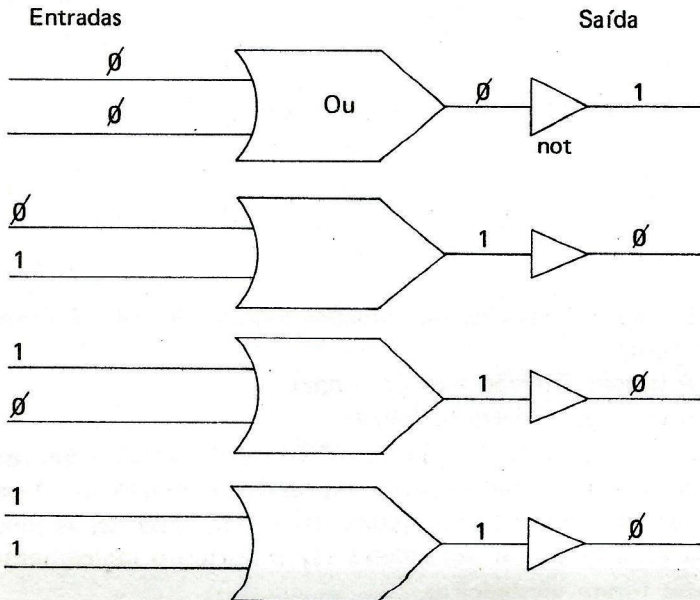 Entradas Saída
Ø
Ø Ou Ø 1
not
Ø
1 1 Ø
1
Ø 1 Ø
1
1 1 Ø